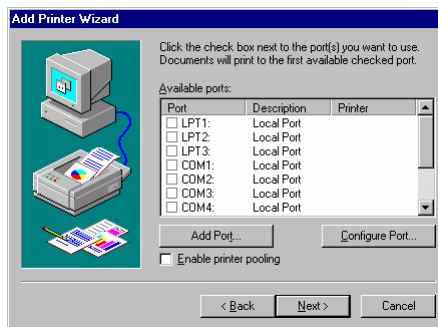 Add Printer Wizard
Click the check box next to the port(s) you want to use.
Documents will print to the first available checked port.
Available ports:
Port Description Printer
LPT1: Local Port
LPT2: Local Port
LPT3: Local Port
COM1: Local Port
COM2: Local Port
COM3: Local Port
COM4: Local Port
Add Port... Configure Port...
Enable printer pooling
< Back Next > Cancel